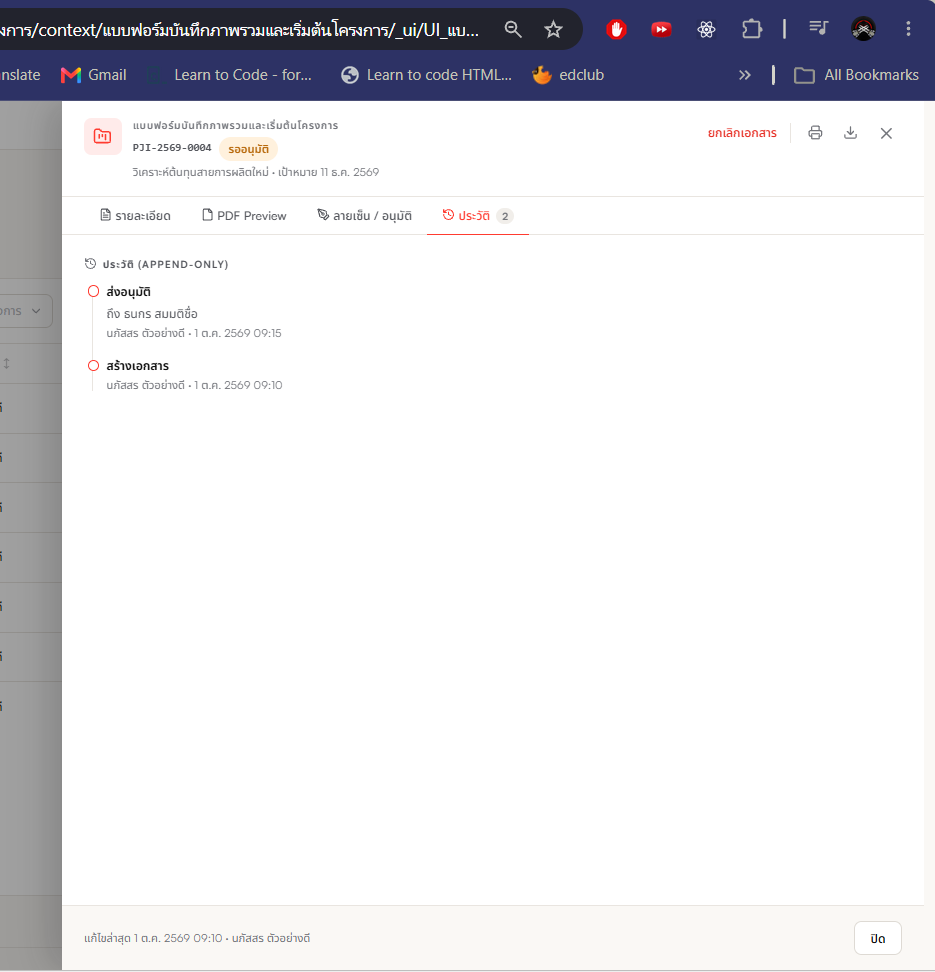 งการ/context/แบบฟอร์มบันทึกภาพรวมและเริ่มต้นโครงการ/_ui/UI_แบ...
nslate Gmail Learn to Code - for... Learn to code HTML... edclub » All Bookmarks
แบบฟอร์มบันทึกภาพรวมและเริ่มต้นโครงการ
PJI-2569-0004 รออนุมัติ
วิเคราะห์ต้นทุนสายการผลิตใหม่ • เป้าหมาย 11 ธ.ค. 2569
ยกเลิกเอกสาร
รายละเอียด PDF Preview ลายเซ็น / อนุมัติ ประวัติ 2
ประวัติ (APPEND-ONLY)
ส่งอนุมัติ
ถึง ธนกร สมมติชื่อ
นภัสสร ตัวอย่างดี • 1 ต.ค. 2569 09:15
สร้างเอกสาร
นภัสสร ตัวอย่างดี • 1 ต.ค. 2569 09:10
แก้ไขล่าสุด 1 ต.ค. 2569 09:10 • นภัสสร ตัวอย่างดี
ปิด